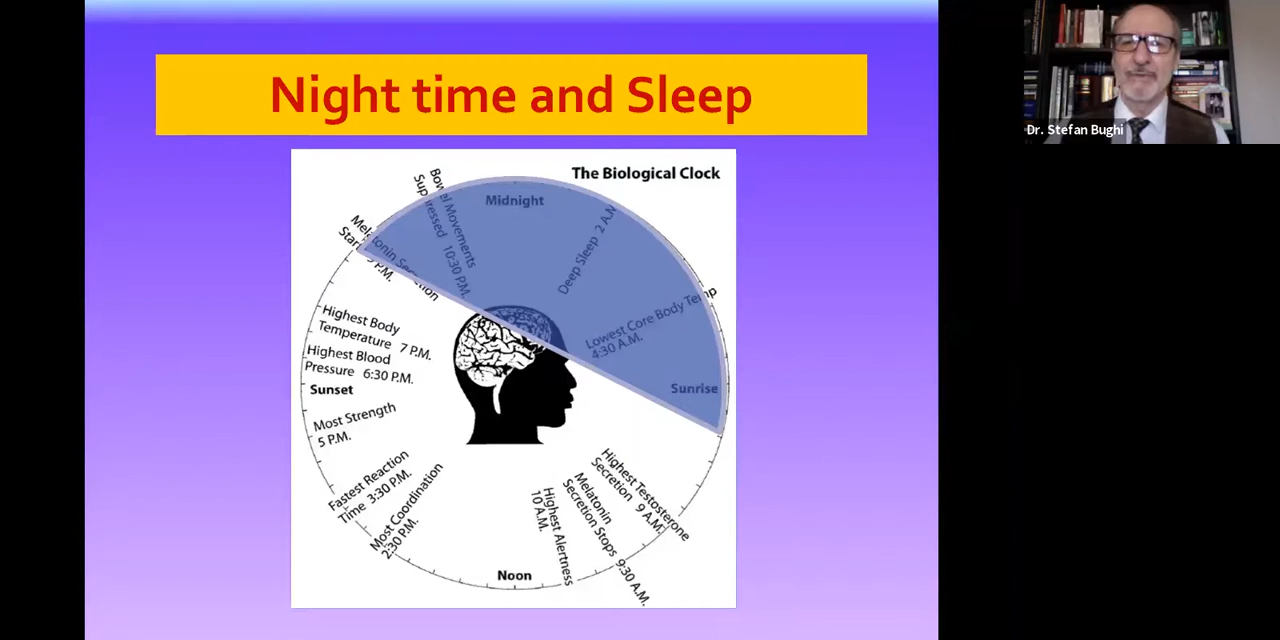 Night time and Sleep
Dr. Stefan Bughi
The Biological Clock
Midnight
Deep Sleep 2 A.M
Lowest Core Body Temp
4:30 A.M.
Sunrise
Highest Testosterone
Secretion 9 A.M.
Melatonin
Secretion Stops 9:30 A.M.
Highest Alertness
10 A.M.
Noon
Most Coordination
2:30 P.M.
Fastest Reaction
Time 3:30 P.M.
Most Strength
5 P.M.
Sunset
Highest Blood
Pressure 6:30 P.M.
Highest Body
Temperature 7 P.M.
Melatonin Secretion
P.M.
Bowel Movements
Suppressed 10:30 P.M.